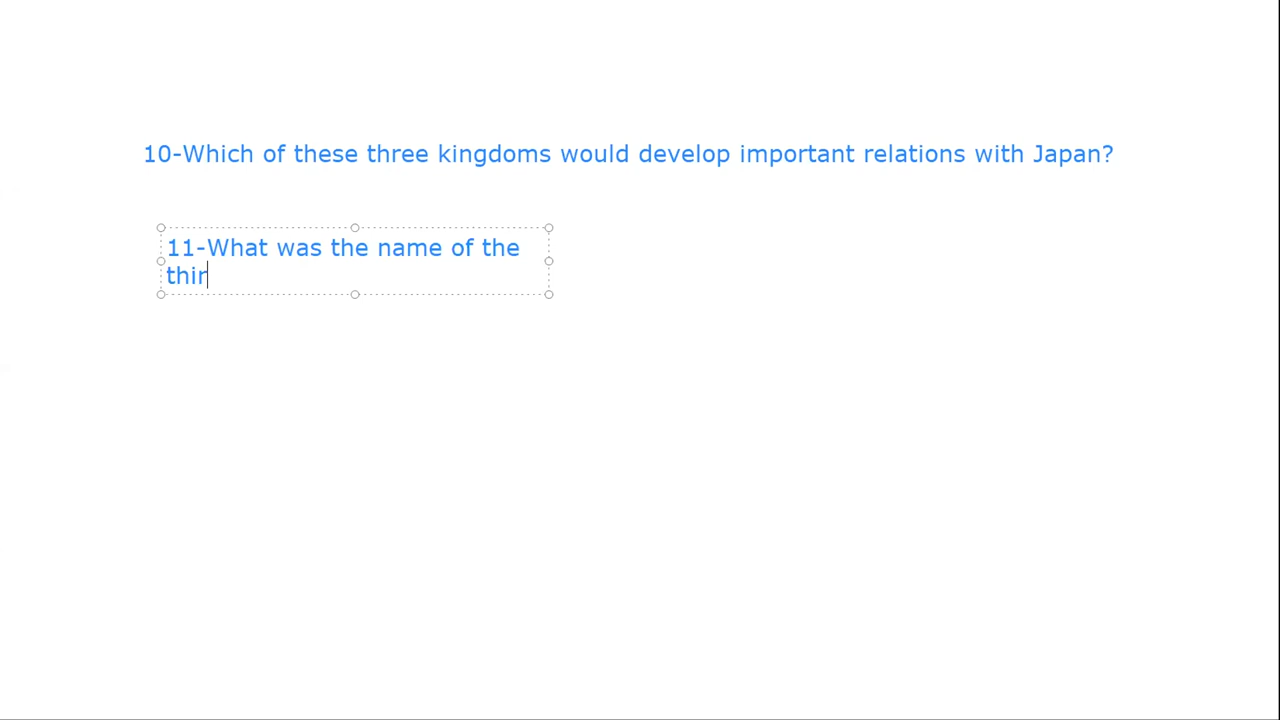 10-Which of these three kingdoms would develop important relations with Japan?
11-What was the name of the
thir